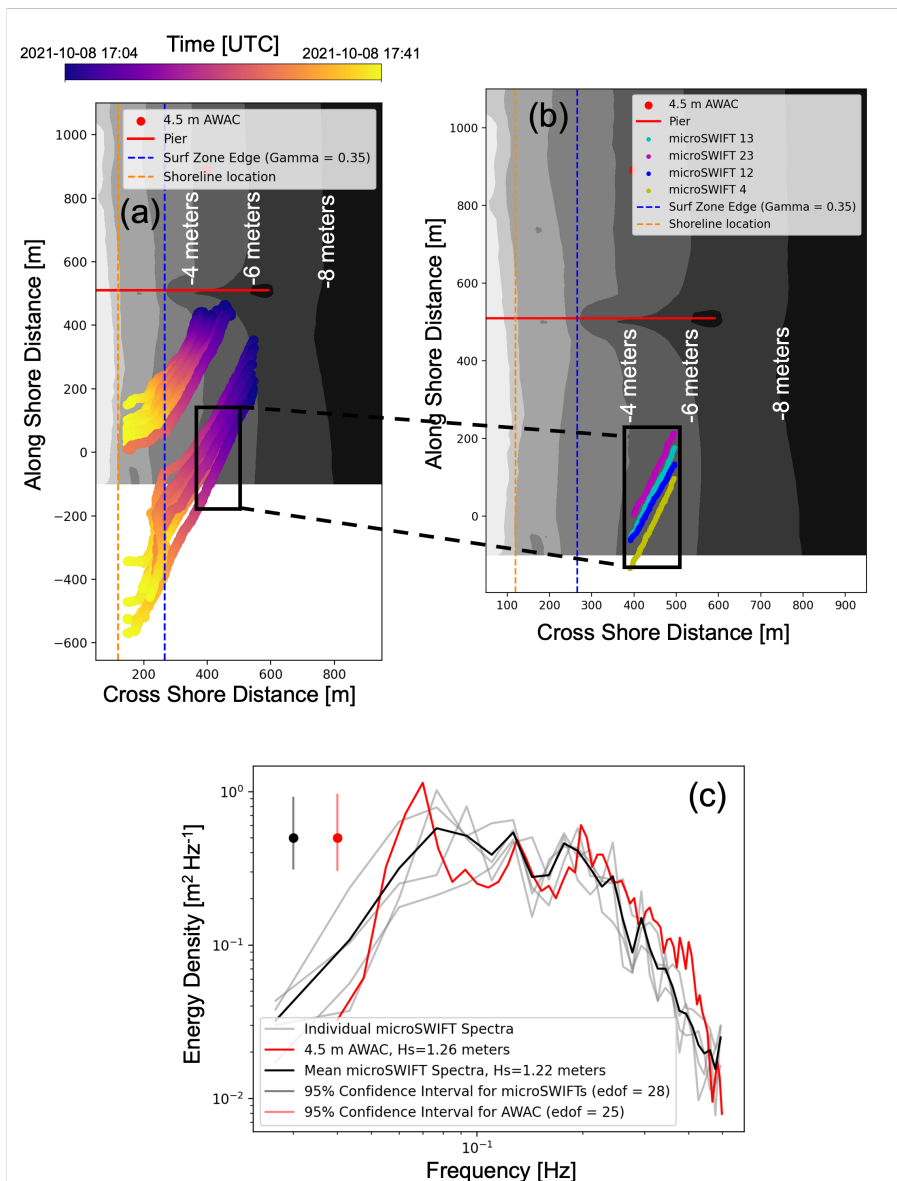 Time [UTC]
2021-10-08 17:04
2021-10-08 17:41
1000
800
600
400
200
0
−200
−400
−600
Along Shore Distance [m]
4.5 m AWAC
Pier
Surf Zone Edge (Gamma = 0.35)
Shoreline location
(a)
-4 meters
-6 meters
-8 meters
200
400
600
800
Cross Shore Distance [m]
(b)
1000
800
600
400
200
0
Along Shore Distance [m]
4.5 m AWAC
Pier
microSWIFT 13
microSWIFT 23
microSWIFT 12
microSWIFT 4
Surf Zone Edge (Gamma = 0.35)
Shoreline location
-4 meters
-6 meters
-8 meters
100
200
300
400
500
600
700
800
900
Cross Shore Distance [m]
(c)
10⁰
10⁻¹
10⁻²
Energy Density [m² Hz⁻¹]
Individual microSWIFT Spectra
4.5 m AWAC, Hs=1.26 meters
Mean microSWIFT Spectra, Hs=1.22 meters
95% Confidence Interval for microSWIFTs (edof = 28)
95% Confidence Interval for AWAC (edof = 25)
10⁻¹
Frequency [Hz]